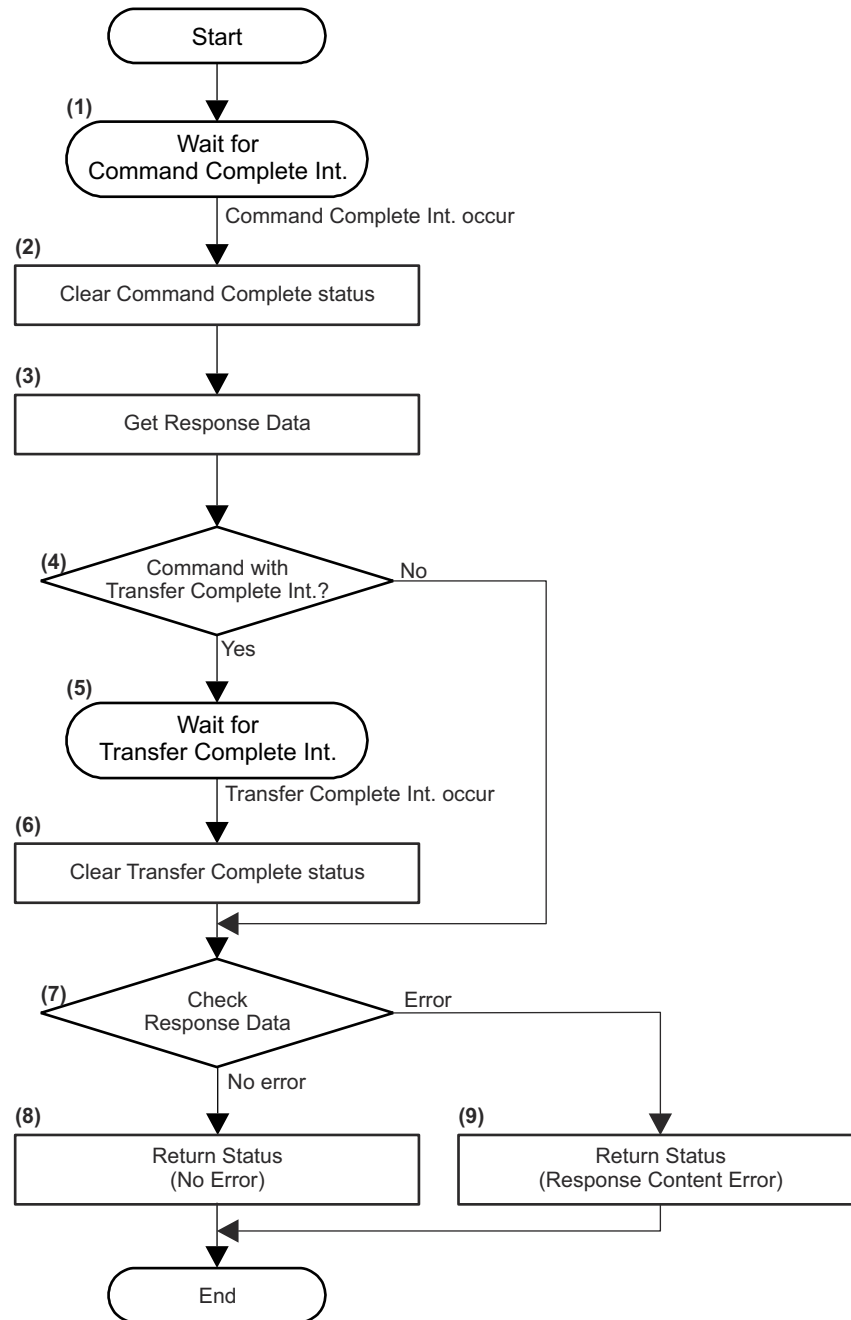 Start
(1)
Wait for
Command Complete Int.
Command Complete Int. occur
(2)
Clear Command Complete status
(3)
Get Response Data
(4)
Command with
Transfer Complete Int.?
No
Yes
(5)
Wait for
Transfer Complete Int.
Transfer Complete Int. occur
(6)
Clear Transfer Complete status
(7)
Check
Response Data
Error
No error
(8)
Return Status
(No Error)
(9)
Return Status
(Response Content Error)
End